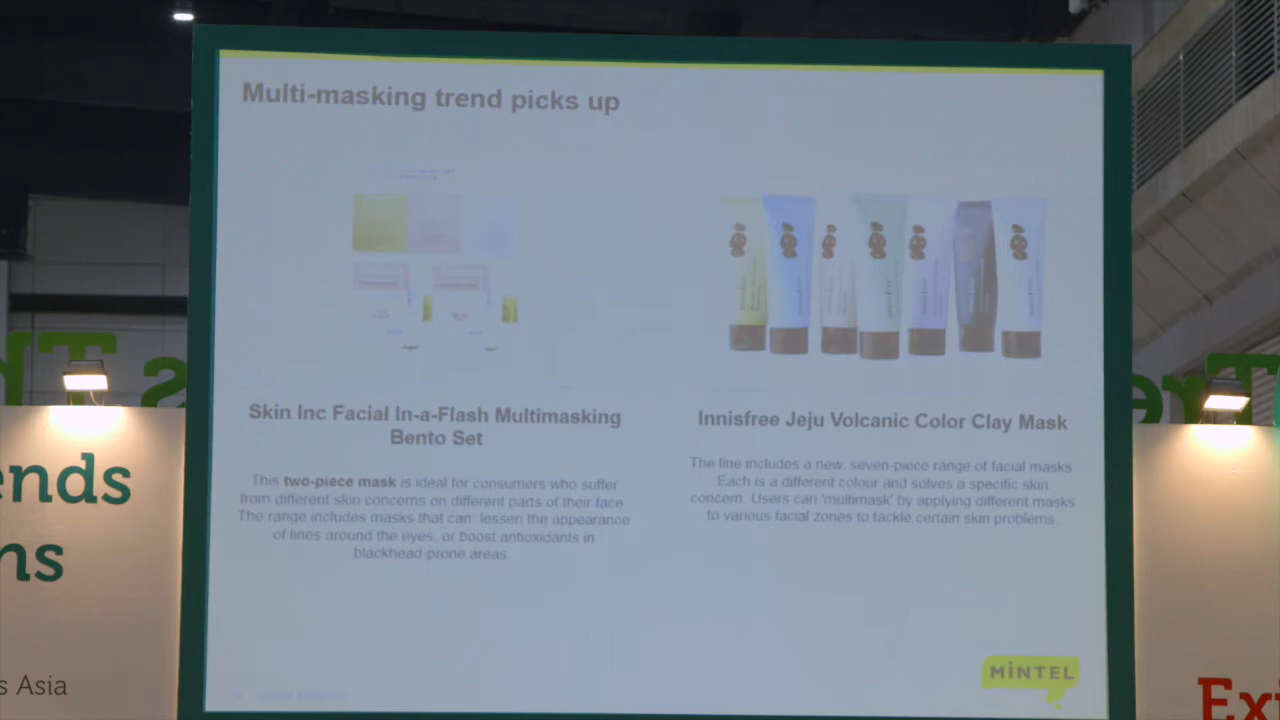 Multi-masking trend picks up
Skin Inc Facial In-a-Flash Multimasking
Bento Set
This two-piece mask is ideal for consumers who suffer
from different skin concerns on different parts of their face
The range includes masks that can lessen the appearance
of lines around the eyes, or boost antioxidants in
blackhead-prone areas.
Innisfree Jeju Volcanic Color Clay Mask
The line includes a new, seven-piece range of facial masks
Each is a different colour and solves a specific skin
concern. Users can 'multimask' by applying different masks
to various facial zones to tackle certain skin problems.
MiNTEL
ends
ns
s Asia
Exi